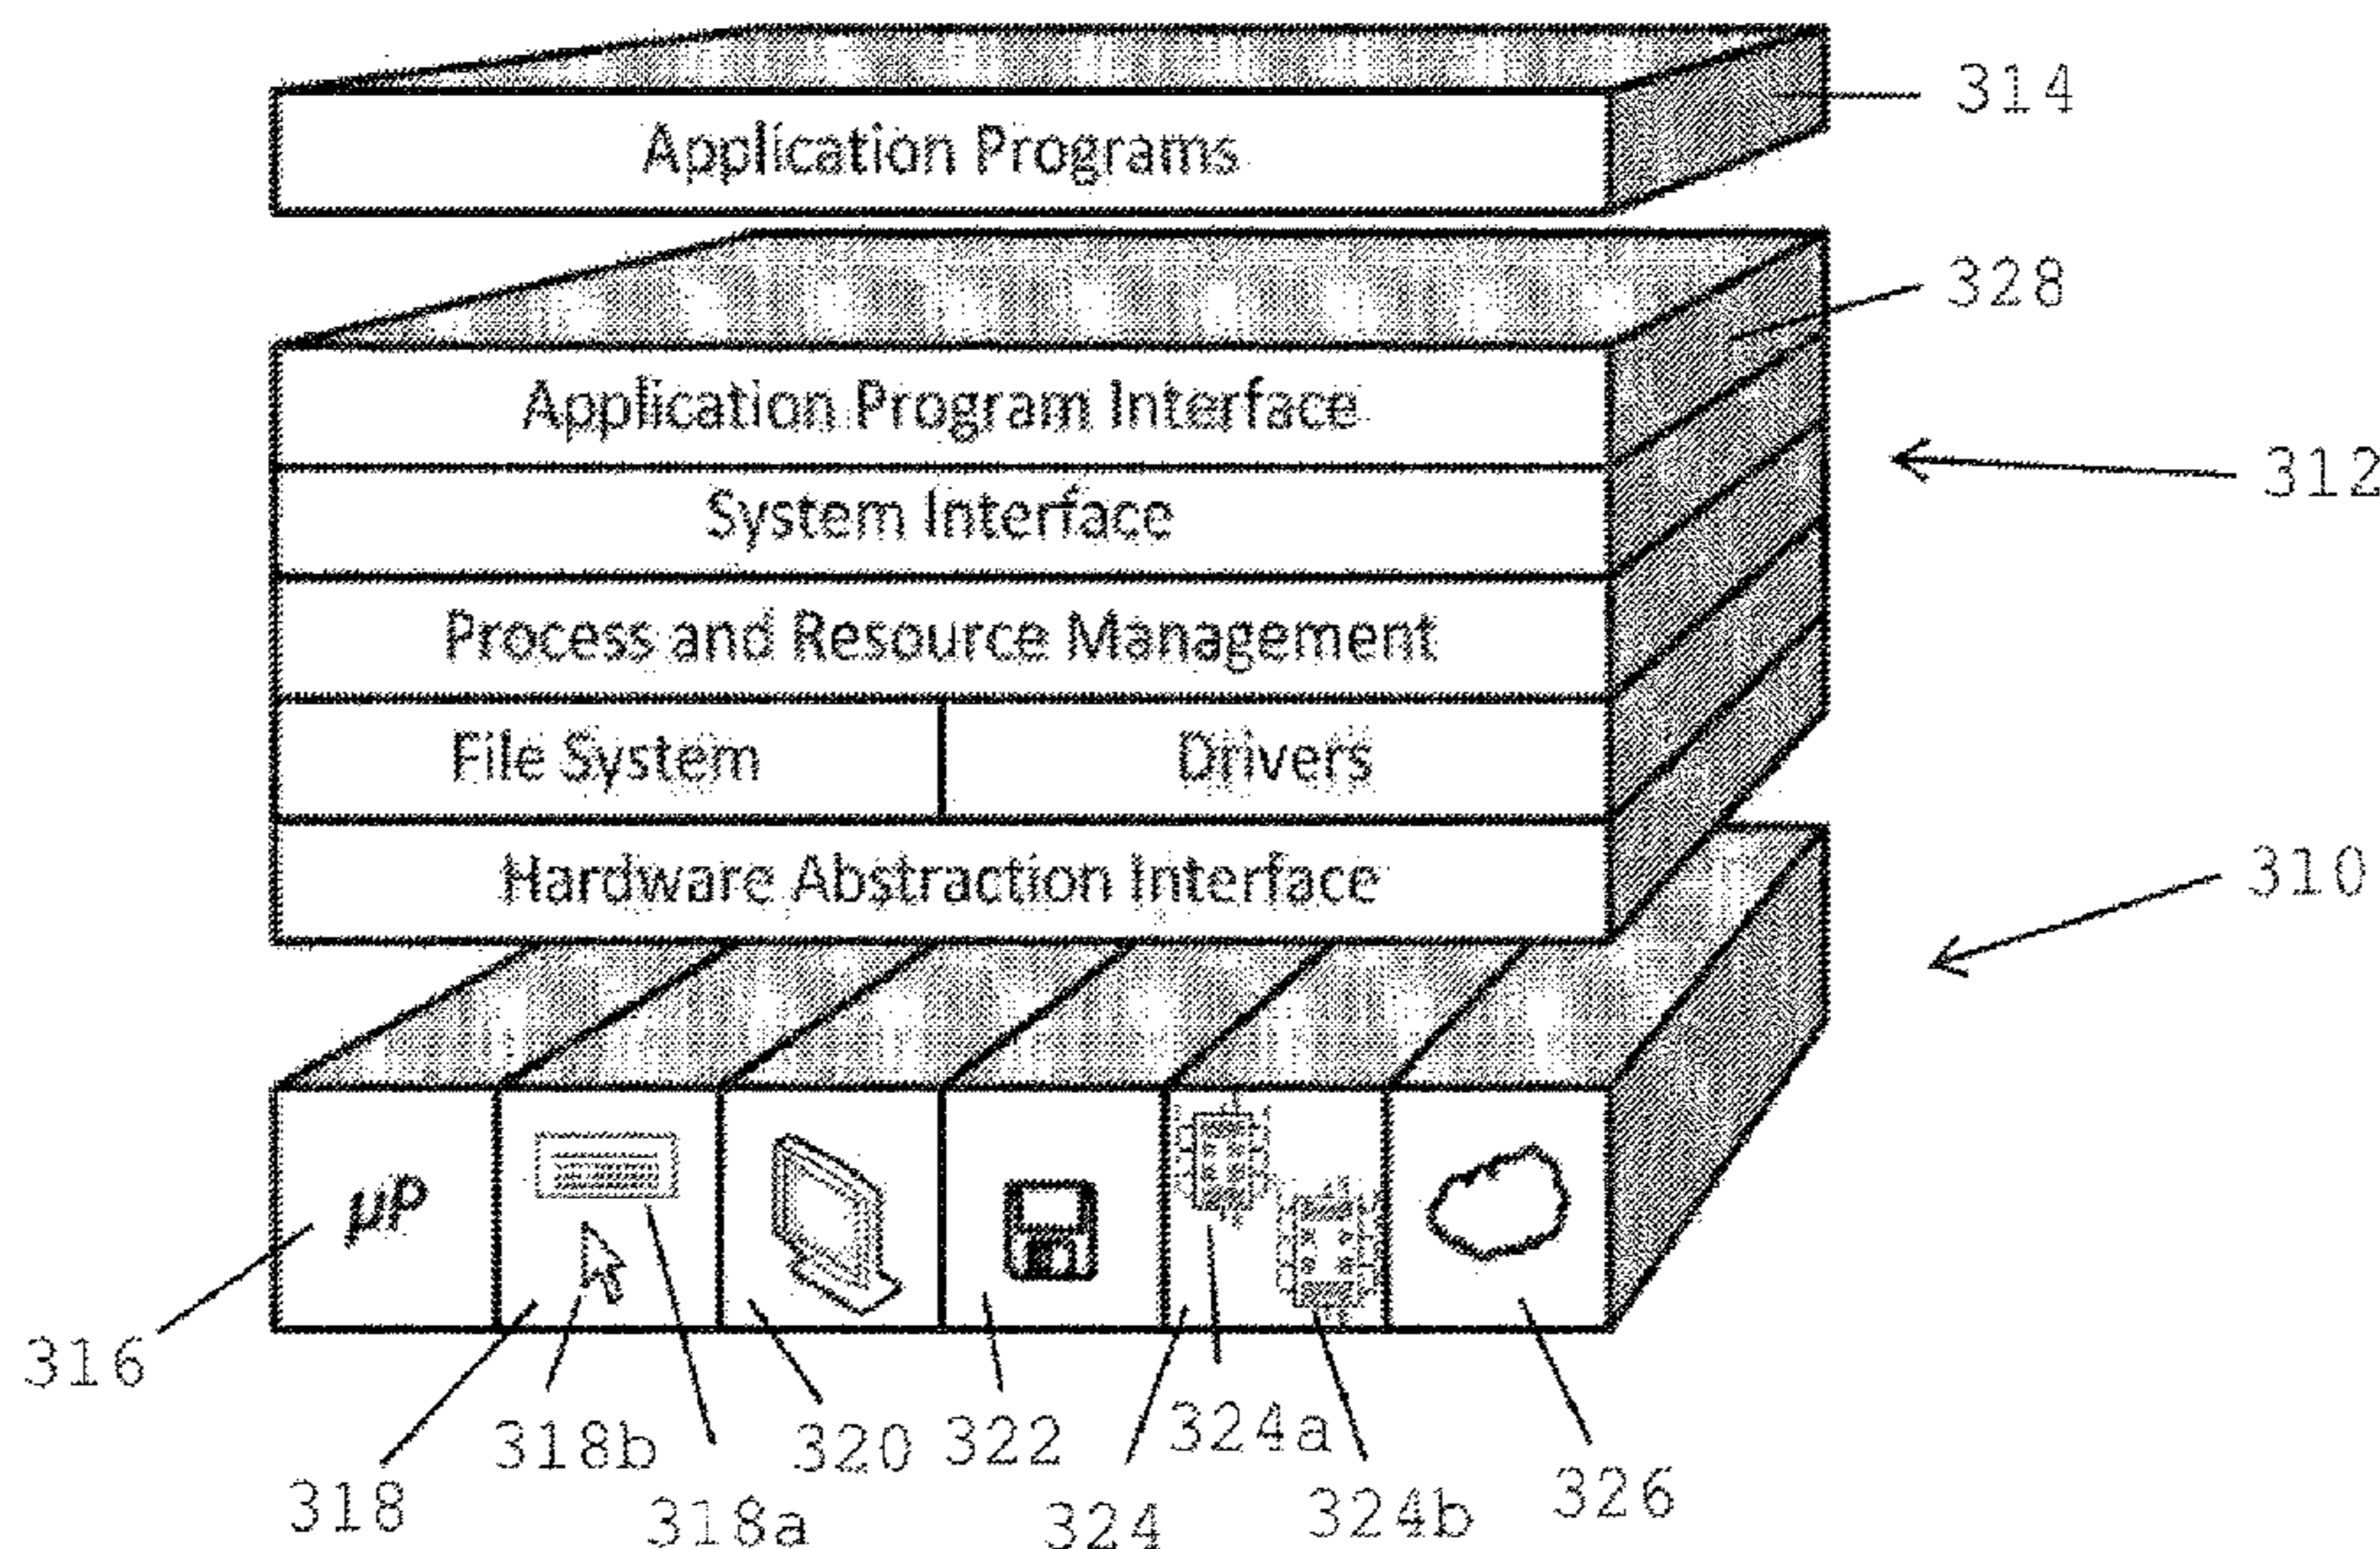 Application Programs
314
328
Application Program Interface
312
System Interface
Process and Resource Management
File System Drivers
Hardware Abstraction Interface
310
μP
316
318
318b
318a
320
322
324
324a
324b
326